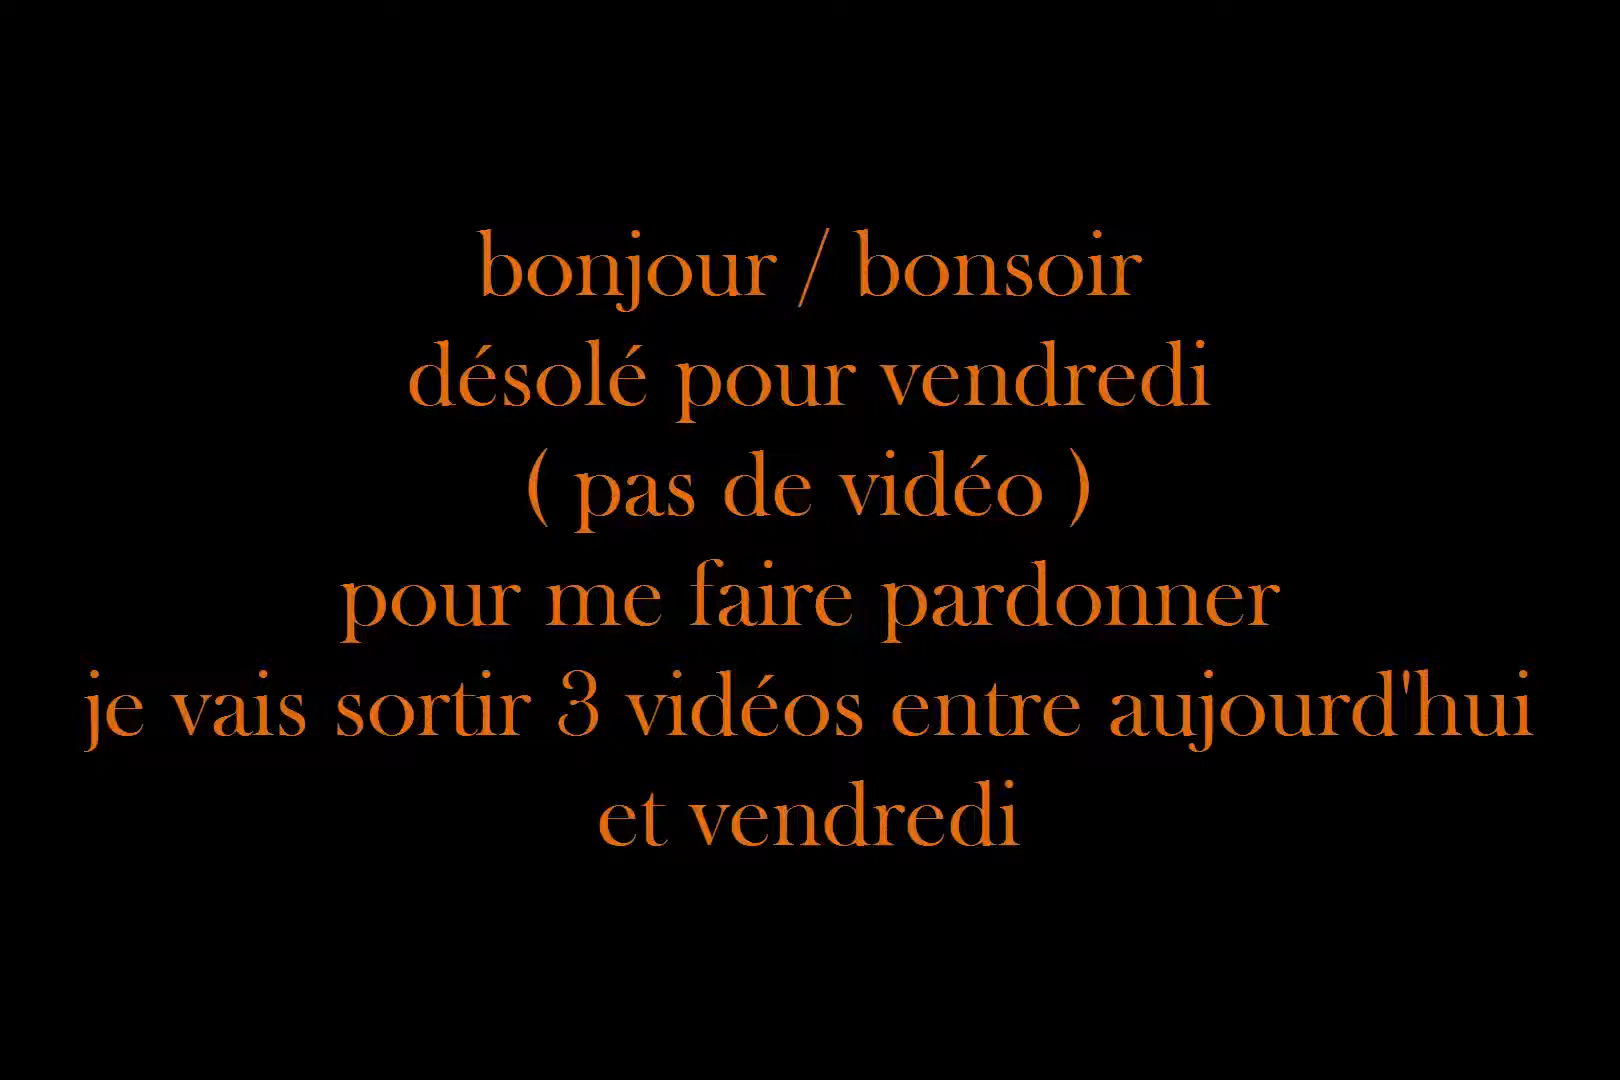 bonjour / bonsoir
désolé pour vendredi
( pas de vidéo )
pour me faire pardonner
je vais sortir 3 vidéos entre aujourd'hui
et vendredi